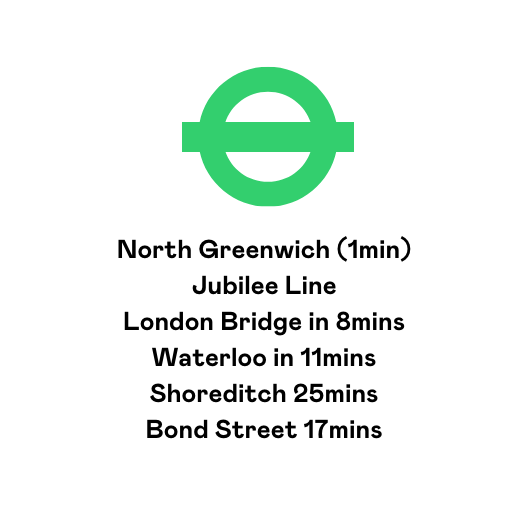 North Greenwich (1min)
Jubilee Line
London Bridge in 8mins
Waterloo in 11mins
Shoreditch 25mins
Bond Street 17mins